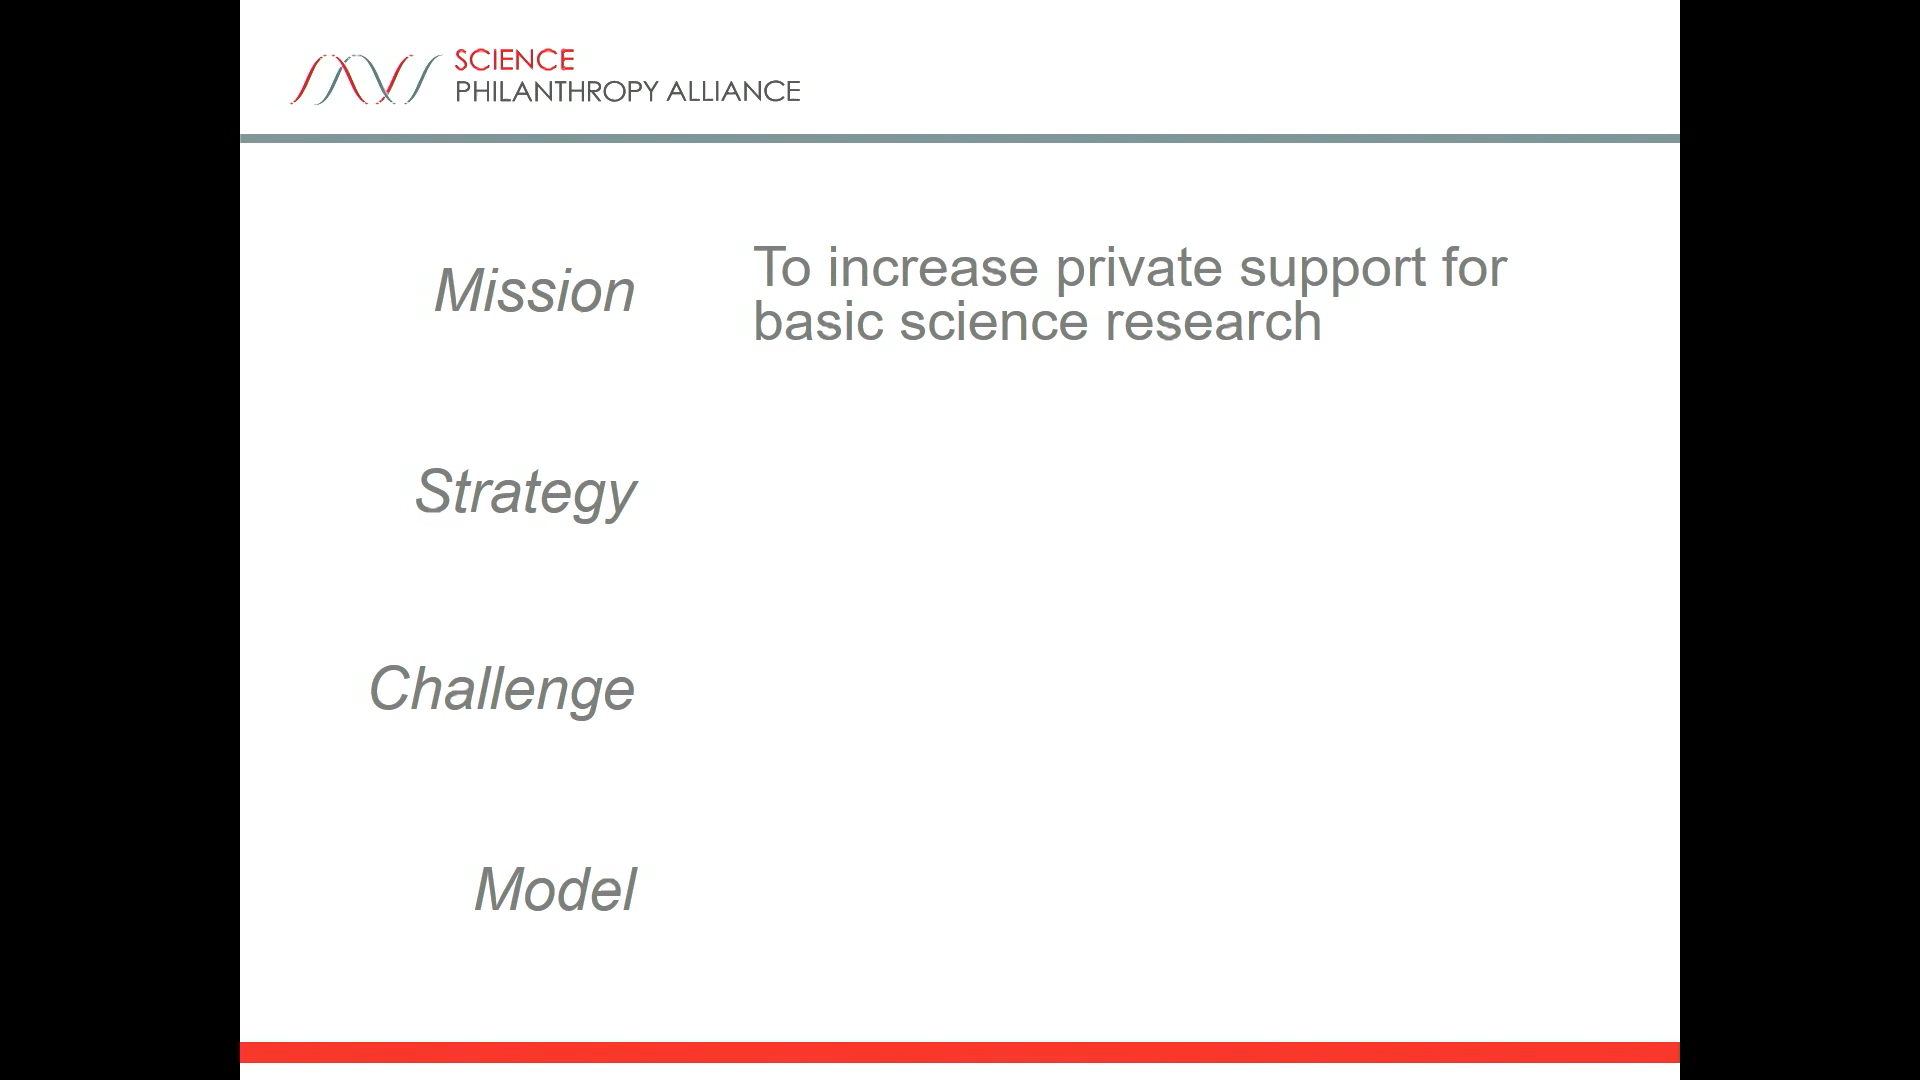 SCIENCE
PHILANTHROPY ALLIANCE
Mission
To increase private support for
basic science research
Strategy
Challenge
Model